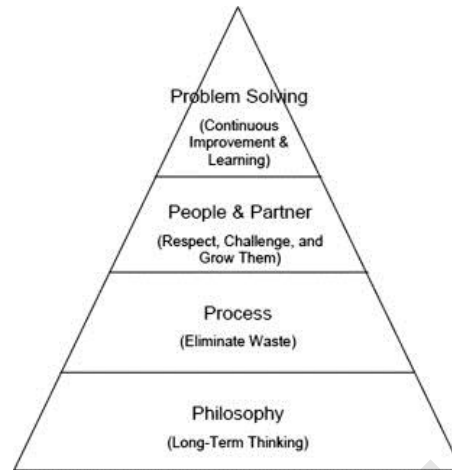 Problem Solving
(Continuous
Improvement &
Learning)
People & Partner
(Respect, Challenge, and
Grow Them)
Process
(Eliminate Waste)
Philosophy
(Long-Term Thinking)